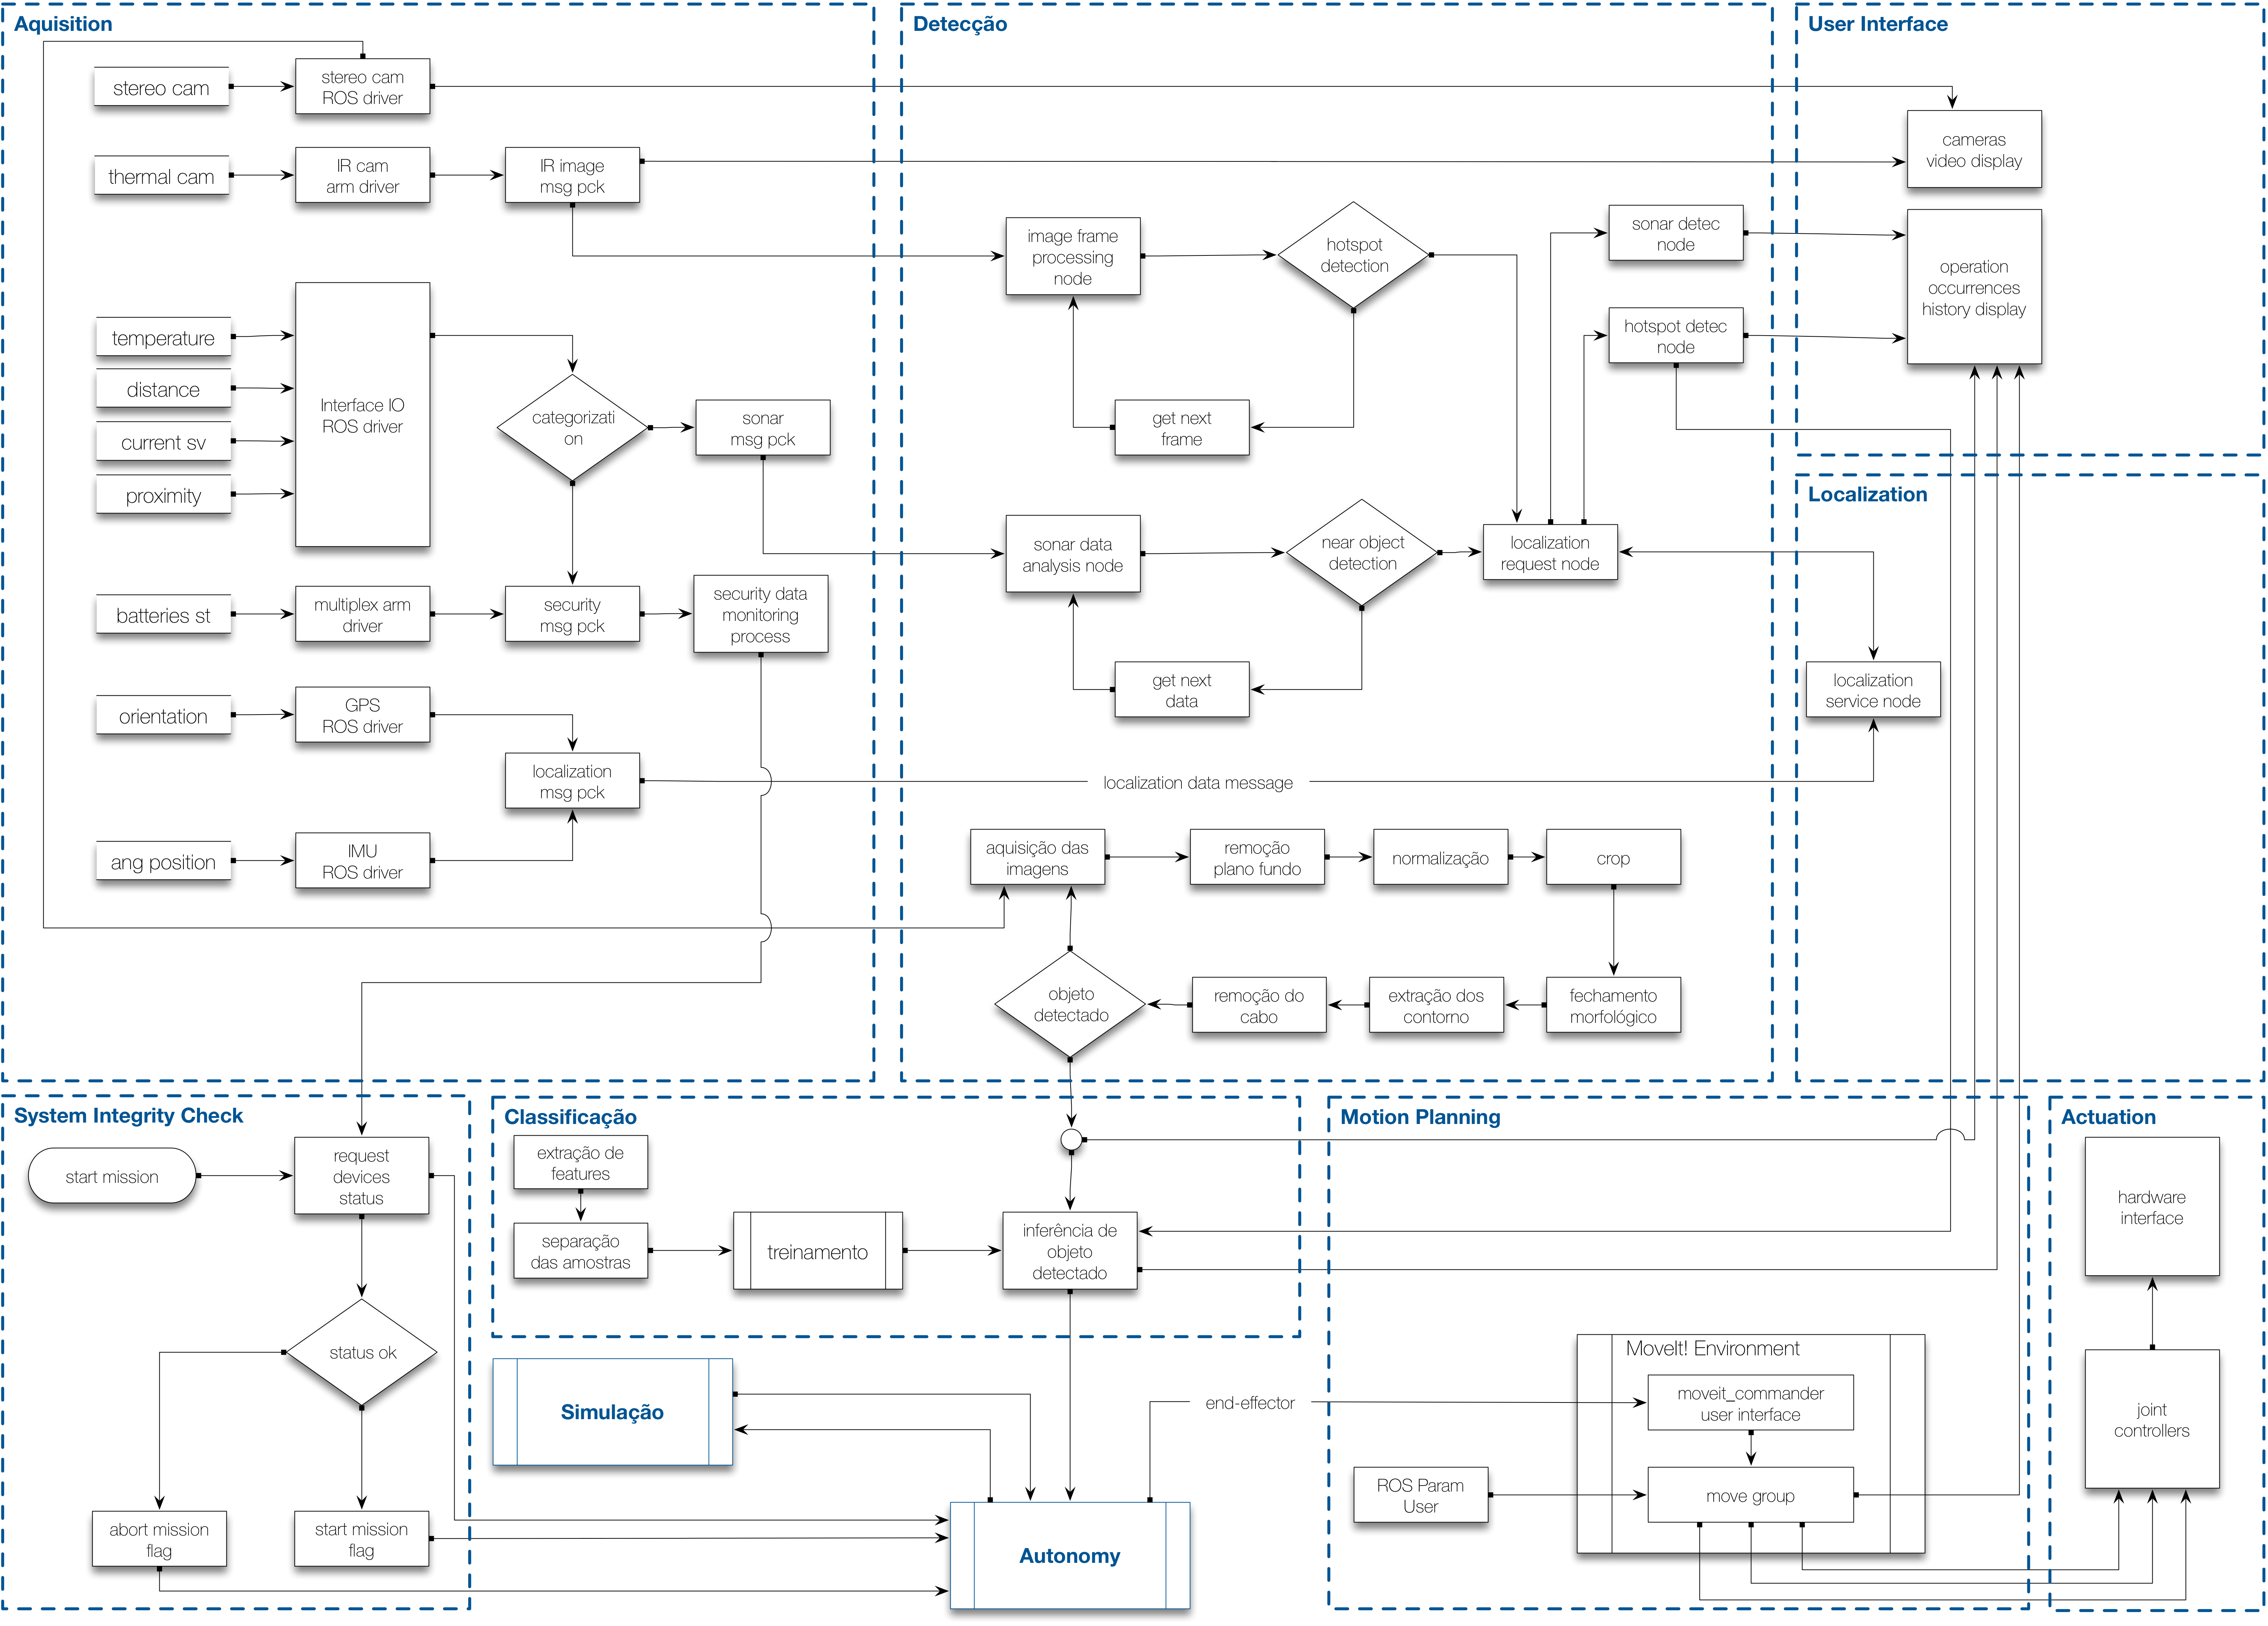 Aquisition
stereo cam
stereo cam
ROS driver
thermal cam
IR cam
arm driver
IR image
msg pck
temperature
distance
current sv
proximity
Interface IO
ROS driver
categorizati
on
sonar
msg pck
batteries st
multiplex arm
driver
security
msg pck
security data
monitoring
process
orientation
GPS
ROS driver
localization
msg pck
ang position
IMU
ROS driver
Detecção
image frame
processing
node
hotspot
detection
get next
frame
sonar detec
node
hotspot detec
node
sonar data
analysis node
near object
detection
localization
request node
get next
data
localization data message
aquisição das
imagens
remoção
plano fundo
normalização
crop
objeto
detectado
remoção do
cabo
extração dos
contorno
fechamento
morfológico
User Interface
cameras
video display
operation
occurrences
history display
Localization
localization
service node
System Integrity Check
start mission
request
devices
status
status ok
abort mission
flag
start mission
flag
Classificação
extração de
features
separação
das amostras
treinamento
inferência de
objeto
detectado
Simulação
Autonomy
end-effector
Motion Planning
MoveIt! Environment
moveit_commander
user interface
ROS Param
User
move group
Actuation
hardware
interface
joint
controllers